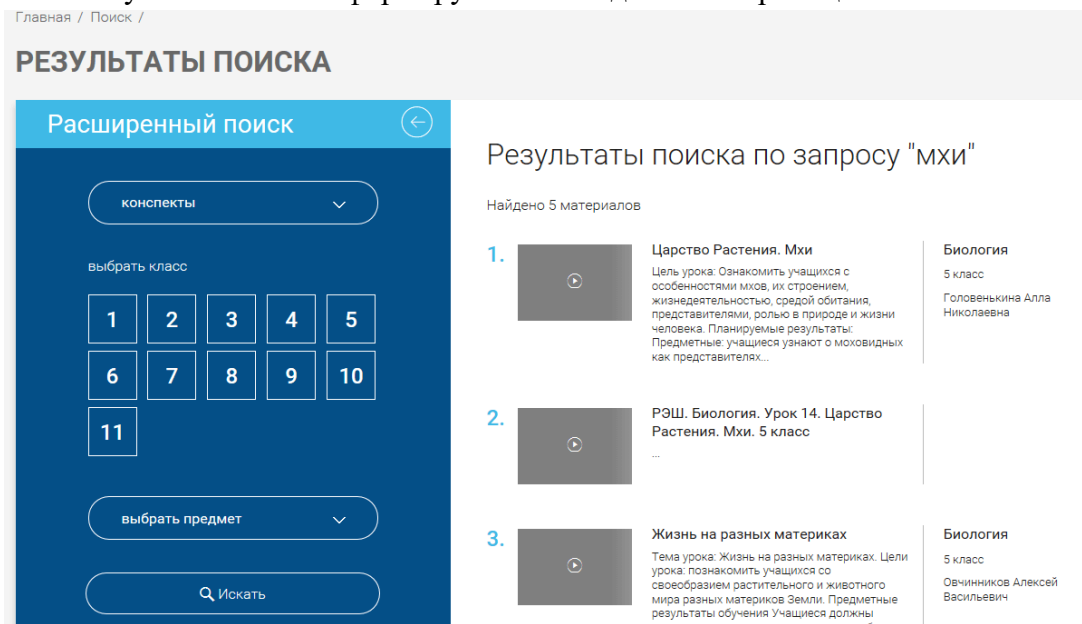 Главная / Поиск /
РЕЗУЛЬТАТЫ ПОИСКА
Расширенный поиск
конспекты
выбрать класс
1 2 3 4 5
6 7 8 9 10
11
выбрать предмет
Искать
Результаты поиска по запросу "мхи"
Найдено 5 материалов
1.
Царство Растения. Мхи
Цель урока: Ознакомить учащихся с
особенностями мхов, их строением,
жизнедеятельностью, средой обитания,
представителями, ролью в природе и жизни
человека. Планируемые результаты:
Предметные: учащиеся узнают о моховидных
как представителях...
Биология
5 класс
Головенькина Алла
Николаевна
2.
РЭШ. Биология. Урок 14. Царство
Растения. Мхи. 5 класс
...
3.
Жизнь на разных материках
Тема урока: Жизнь на разных материках. Цели
урока: познакомить учащихся со
своеобразием растительного и животного
мира разных материков Земли. Предметные
результаты обучения Учащиеся должны
Биология
5 класс
Овчинников Алексей
Васильевич